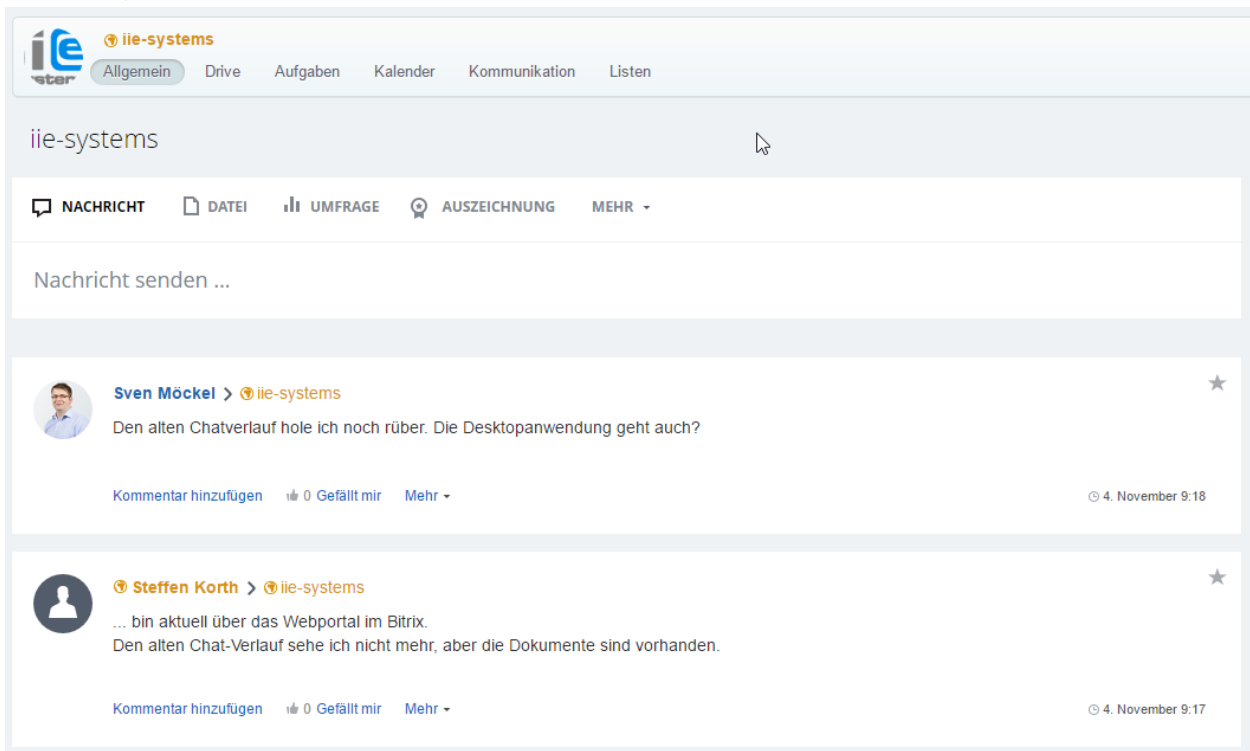 iie-systems
ster
Allgemein Drive Aufgaben Kalender Kommunikation Listen
iie-systems
NACHRICHT DATEI UMFRAGE AUSZEICHNUNG MEHR
Nachricht senden ...
Sven Möckel > iie-systems
Den alten Chatverlauf hole ich noch rüber. Die Desktopanwendung geht auch?
Kommentar hinzufügen 0 Gefällt mir Mehr 4. November 9:18
Steffen Korth > iie-systems
... bin aktuell über das Webportal im Bitrix.
Den alten Chat-Verlauf sehe ich nicht mehr, aber die Dokumente sind vorhanden.
Kommentar hinzufügen 0 Gefällt mir Mehr 4. November 9:17